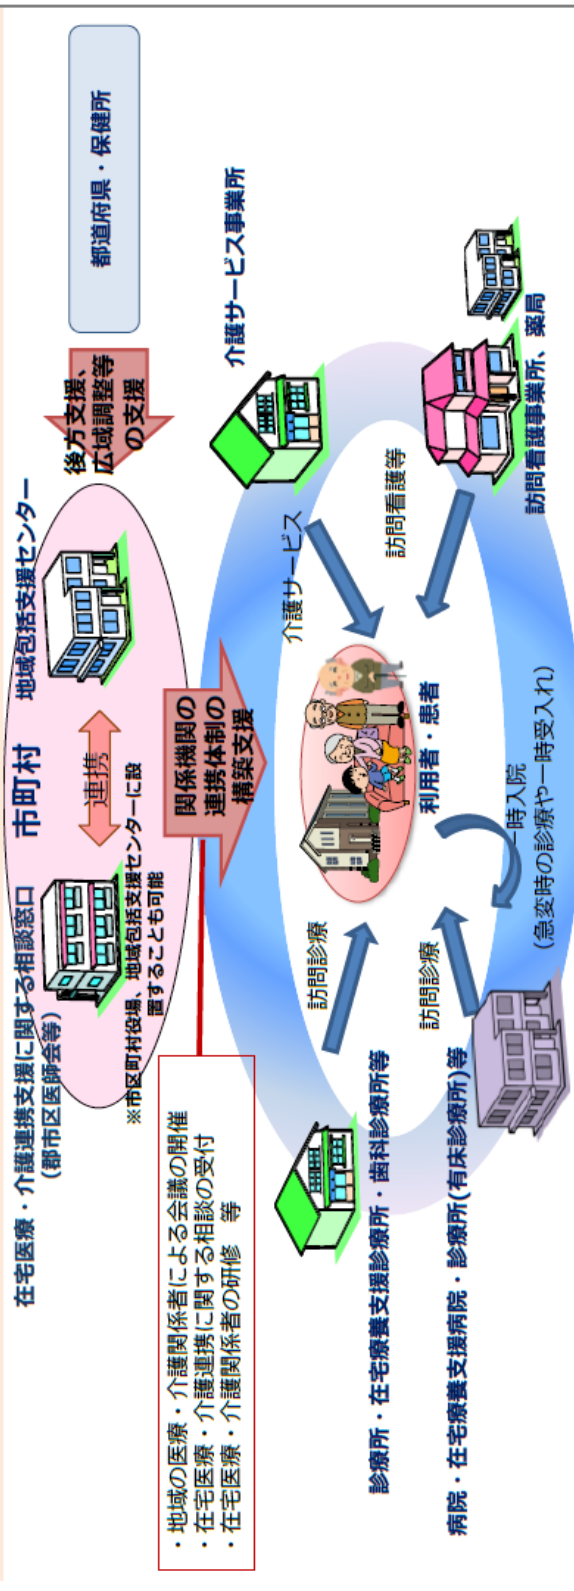 在宅医療・介護連携支援に関する相談窓口
（郡市区医師会等）
市町村
地域包括支援センター
連携
※市区町村役場、地域包括支援センターに設
置することも可能
後方支援、
広域調整等
の支援
都道府県・保健所
関係機関の
連携体制の
構築支援
・地域の医療・介護関係者による会議の開催
・在宅医療・介護連携に関する相談の受付
・在宅医療・介護関係者の研修　等
介護サービス事業所
介護サービス
訪問看護等
訪問看護事業所、薬局
利用者・患者
訪問診療
診療所・在宅療養支援診療所・歯科診療所等
訪問診療
一時入院
（急変時の診療や一時受入れ）
病院・在宅療養支援病院・診療所(有床診療所)等